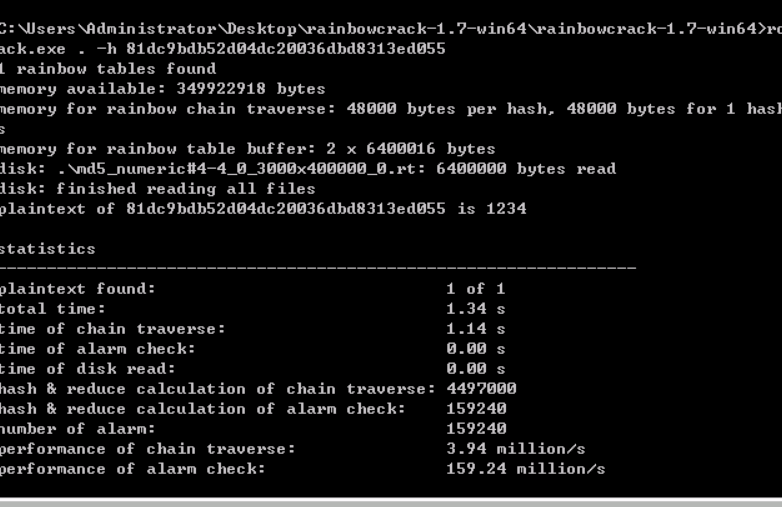 C:\Users\Administrator\Desktop\rainbowcrack-1.7-win64\rainbowcrack-1.7-win64>rc
ack.exe . -h 81dc9bdb52d04dc20036dbd8313ed055
1 rainbow tables found
memory available: 349922918 bytes
memory for rainbow chain traverse: 48000 bytes per hash, 48000 bytes for 1 hash
s
memory for rainbow table buffer: 2 x 6400016 bytes
disk: .\md5_numeric#4-4_0_3000x400000_0.rt: 6400000 bytes read
disk: finished reading all files
plaintext of 81dc9bdb52d04dc20036dbd8313ed055 is 1234
statistics
----------------------------------------------------------------
plaintext found: 1 of 1
total time: 1.34 s
time of chain traverse: 1.14 s
time of alarm check: 0.00 s
time of disk read: 0.00 s
hash & reduce calculation of chain traverse: 4497000
hash & reduce calculation of alarm check: 159240
number of alarm: 159240
performance of chain traverse: 3.94 million/s
performance of alarm check: 159.24 million/s